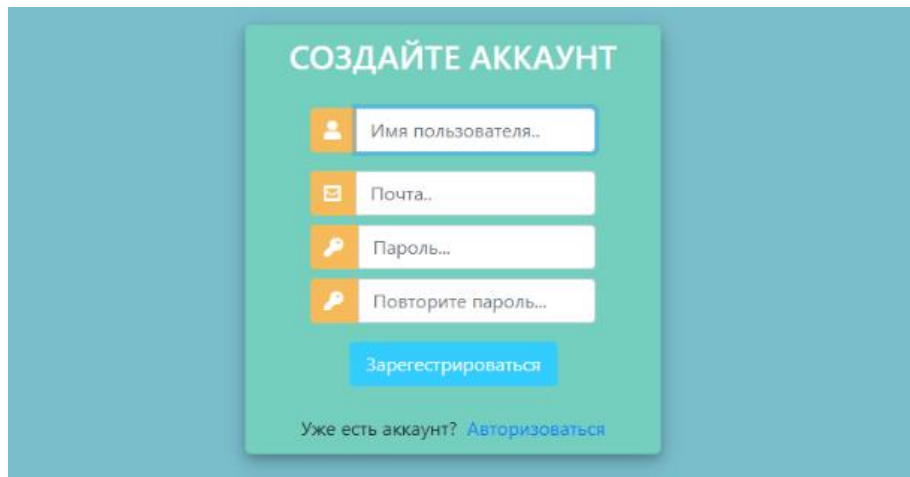 СОЗДАЙТЕ АККАУНТ
Имя пользователя..
Почта..
Пароль...
Повторите пароль...
Зарегестрироваться
Уже есть аккаунт? Авторизоваться